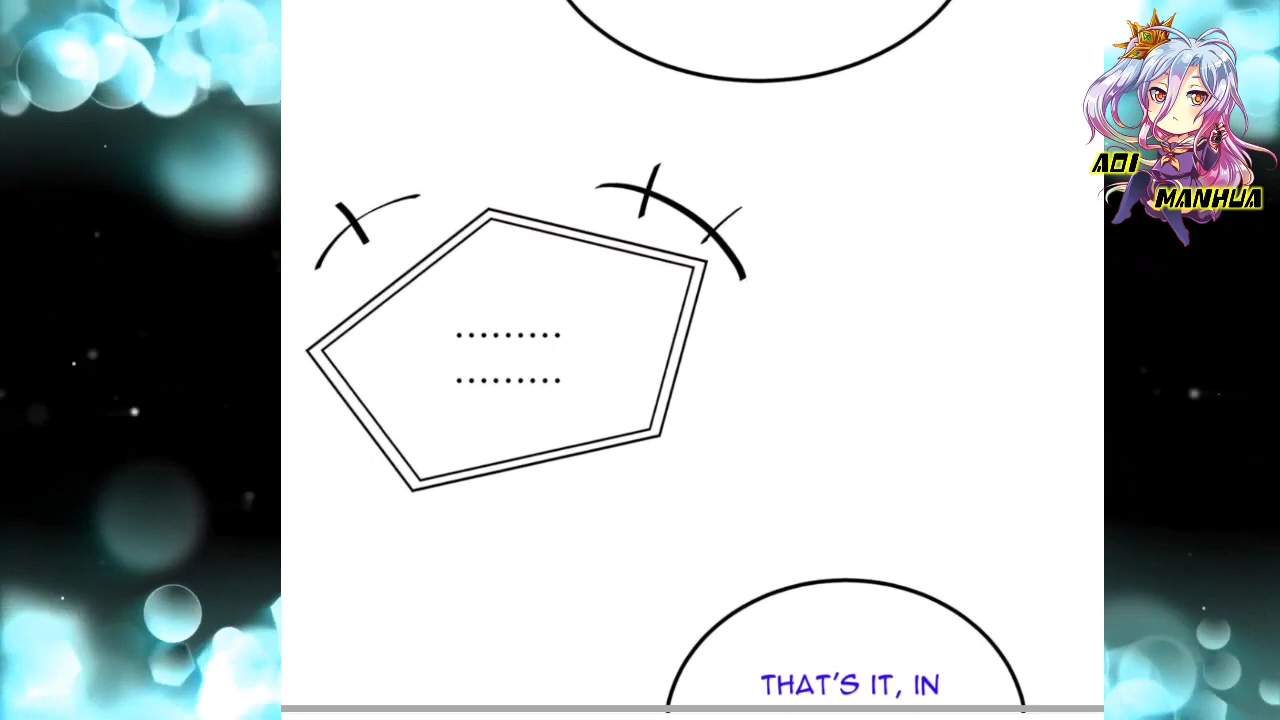 AOI
MANHUA
.........
.........
THAT'S IT, IN